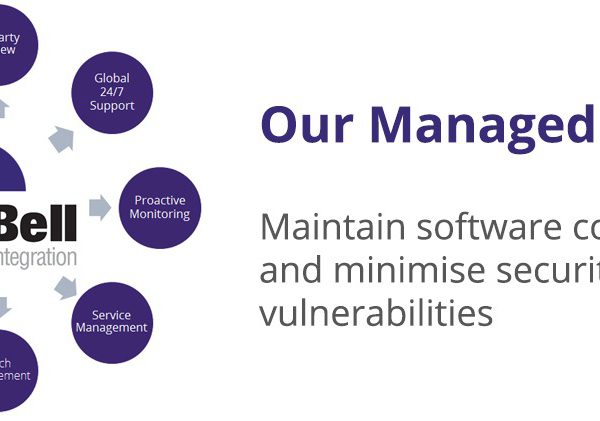 arty
ew
Global
24/7
Support
Proactive
Monitoring
Bell
ntegration
Service
Management
ch
ement
Our Managed
Maintain software co
and minimise securit
vulnerabilities